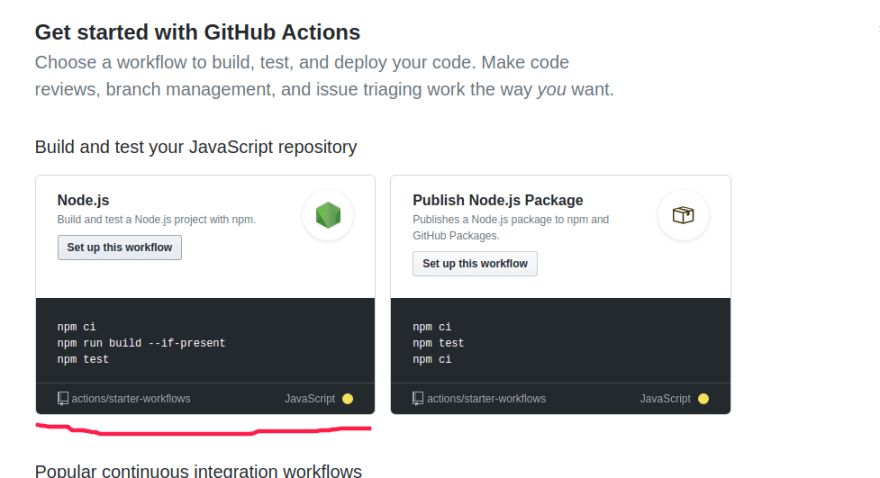 Get started with GitHub Actions
Choose a workflow to build, test, and deploy your code. Make code
reviews, branch management, and issue triaging work the way you want.
Build and test your JavaScript repository
Node.js
Build and test a Node.js project with npm.
Set up this workflow
npm ci
npm run build --if-present
npm test
actions/starter-workflows
JavaScript
Publish Node.js Package
Publishes a Node.js package to npm and
GitHub Packages.
Set up this workflow
npm ci
npm test
npm ci
actions/starter-workflows
JavaScript
Popular continuous integration workflows